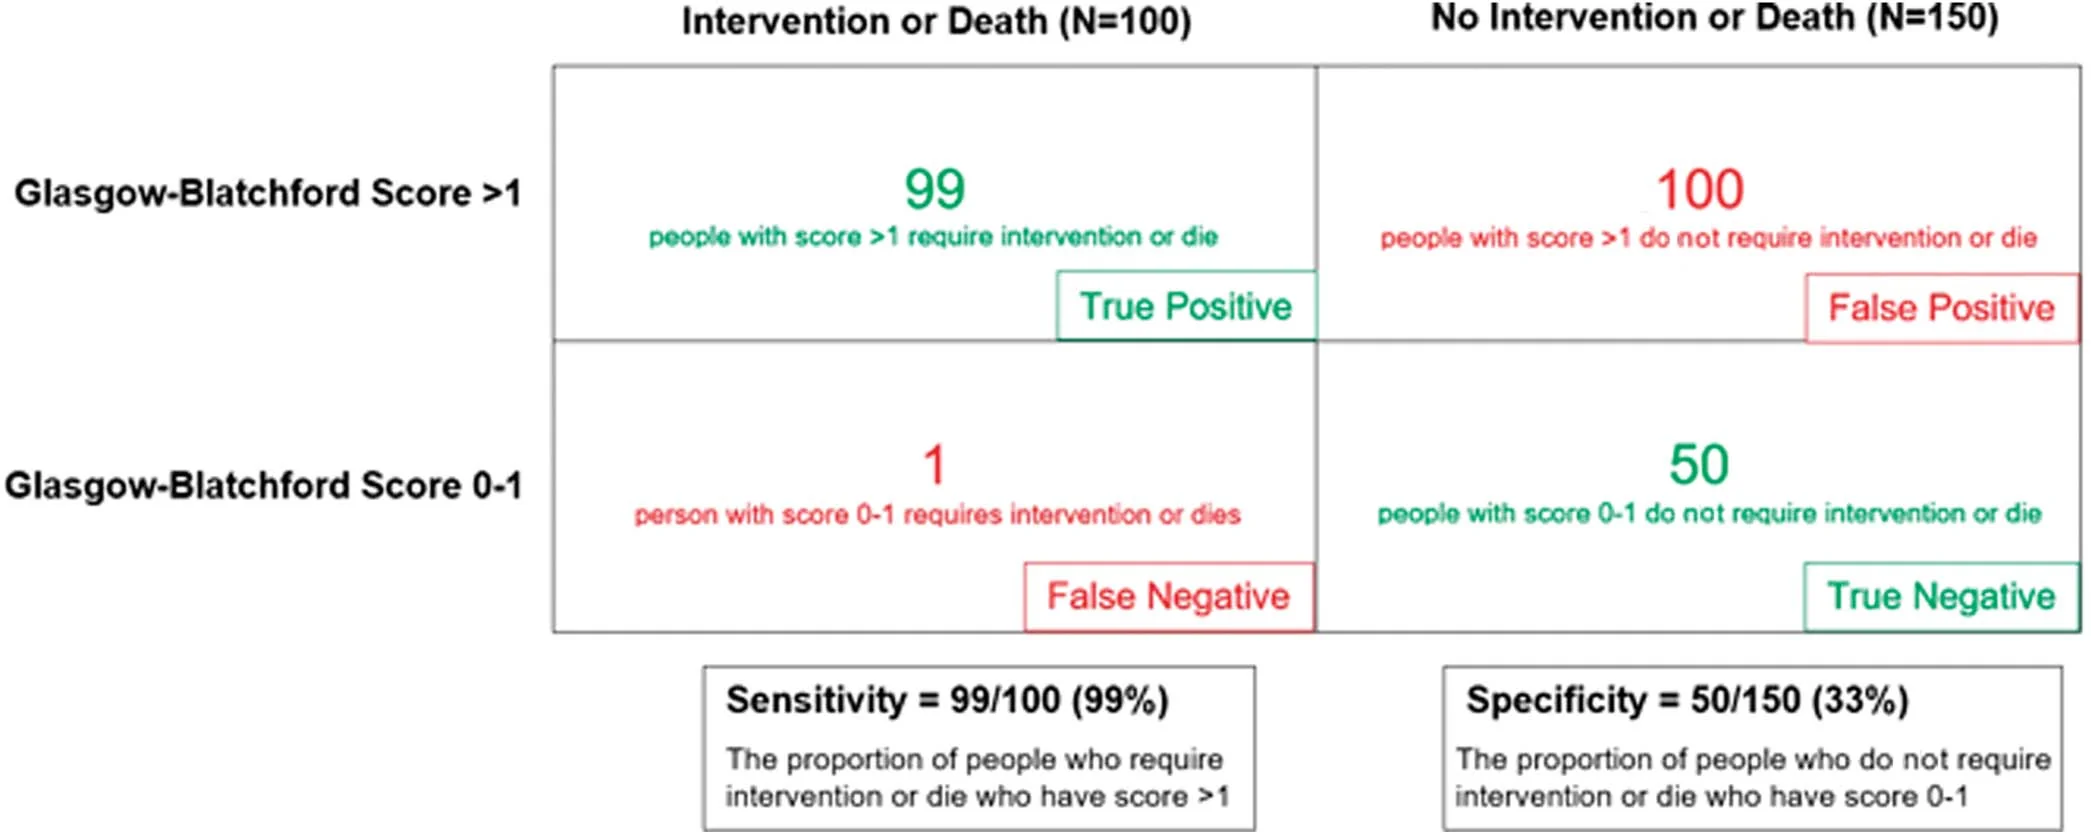 Intervention or Death (N=100)
No Intervention or Death (N=150)
Glasgow-Blatchford Score >1
99
people with score >1 require intervention or die
True Positive
100
people with score >1 do not require intervention or die
False Positive
Glasgow-Blatchford Score 0-1
1
person with score 0-1 requires intervention or dies
False Negative
50
people with score 0-1 do not require intervention or die
True Negative
Sensitivity = 99/100 (99%)
The proportion of people who require
intervention or die who have score >1
Specificity = 50/150 (33%)
The proportion of people who do not require
intervention or die who have score 0-1